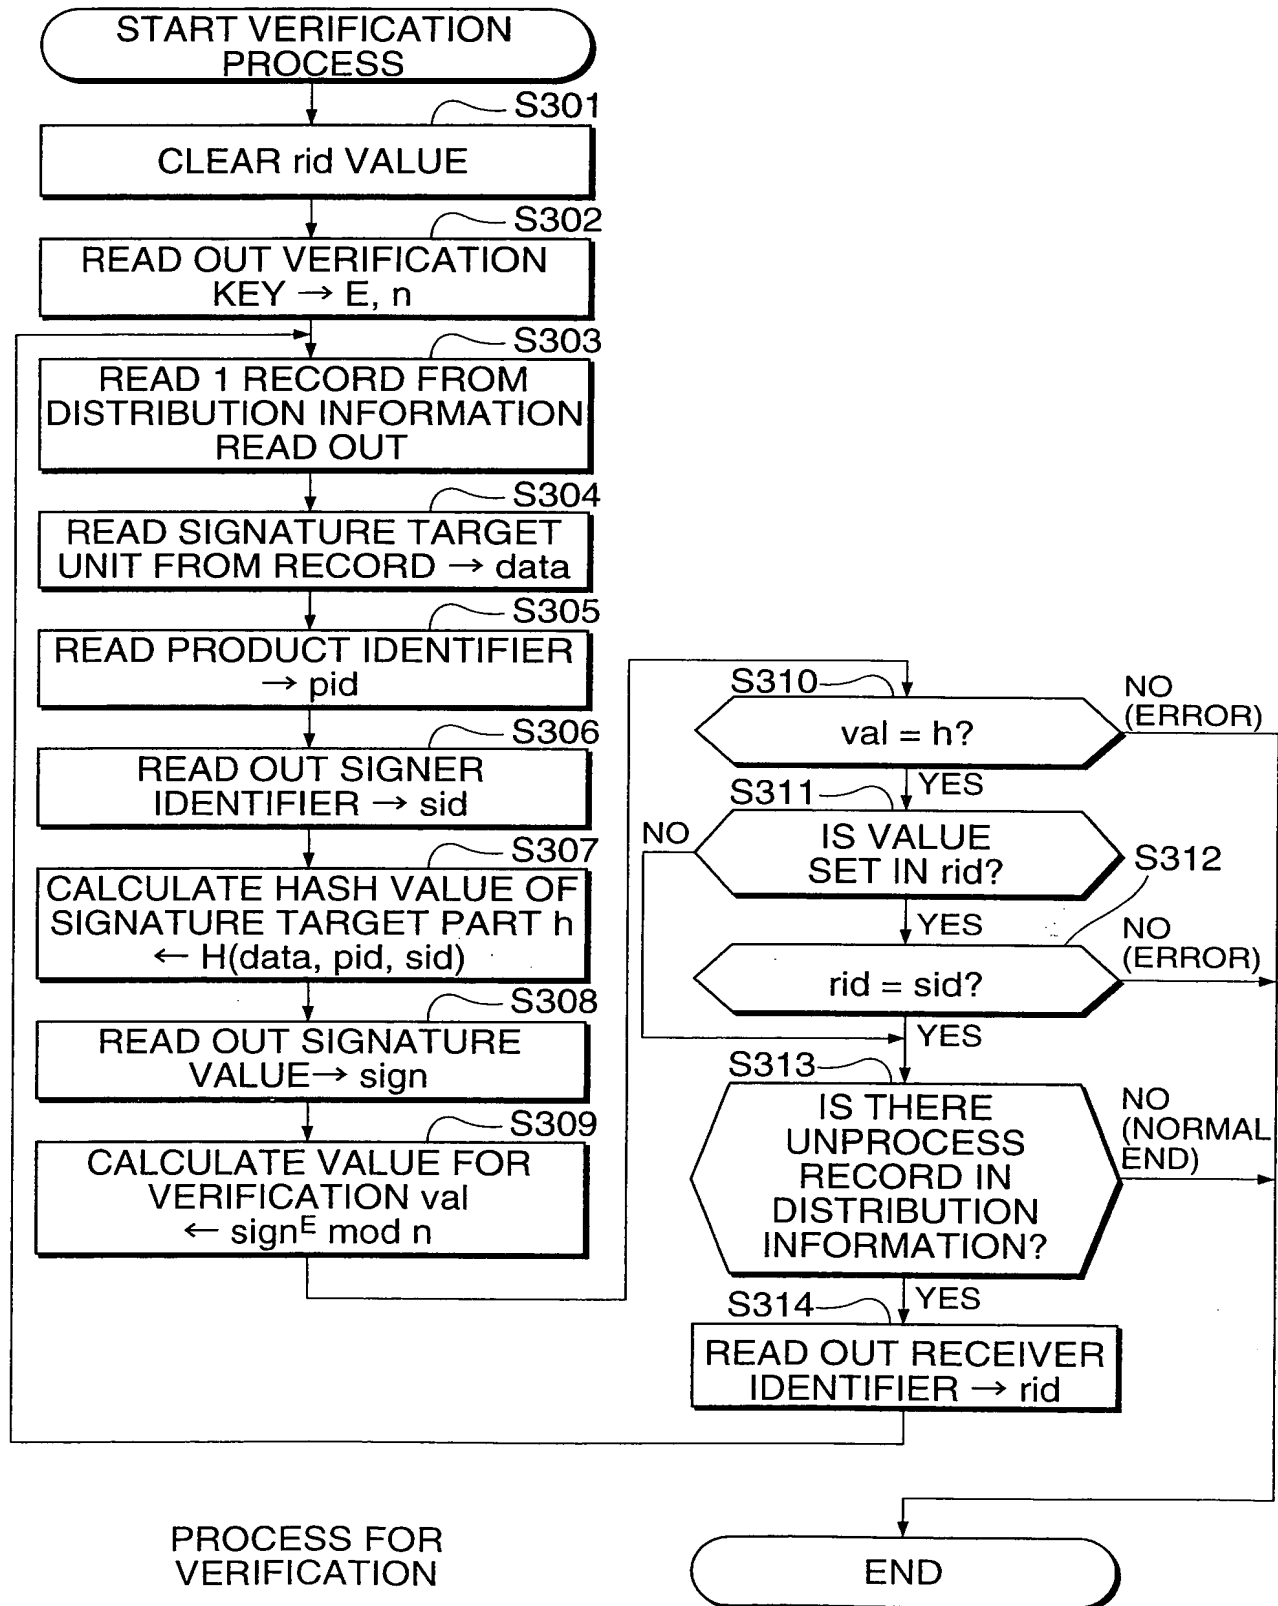 START VERIFICATION
PROCESS
S301
CLEAR rid VALUE
S302
READ OUT VERIFICATION
KEY → E, n
S303
READ 1 RECORD FROM
DISTRIBUTION INFORMATION
READ OUT
S304
READ SIGNATURE TARGET
UNIT FROM RECORD → data
S305
READ PRODUCT IDENTIFIER
→ pid
S306
READ OUT SIGNER
IDENTIFIER → sid
S307
CALCULATE HASH VALUE OF
SIGNATURE TARGET PART h
← H(data, pid, sid)
S308
READ OUT SIGNATURE
VALUE→ sign
S309
CALCULATE VALUE FOR
VERIFICATION val
← sign^E mod n
S310
val = h?
NO
(ERROR)
YES
S311
IS VALUE
SET IN rid?
NO
YES
S312
rid = sid?
NO
(ERROR)
YES
S313
IS THERE
UNPROCESS
RECORD IN
DISTRIBUTION
INFORMATION?
NO
(NORMAL
END)
YES
S314
READ OUT RECEIVER
IDENTIFIER → rid
END
PROCESS FOR
VERIFICATION